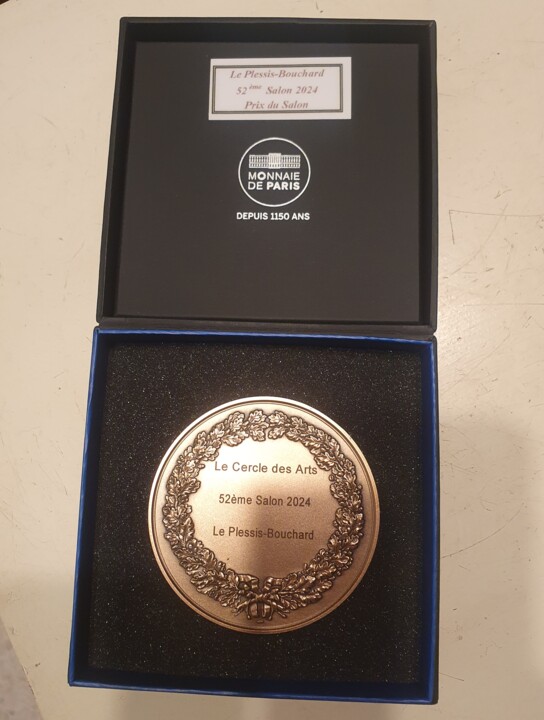 Le Plessis-Bouchard
52ème Salon 2024
Prix du Salon
MONNAIE
DE PARIS
DEPUIS 1150 ANS
Le Cercle des Arts
52ème Salon 2024
Le Plessis-Bouchard